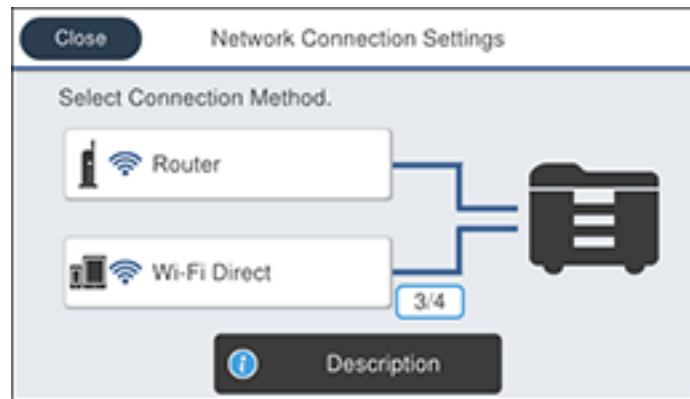 Close
Network Connection Settings
Select Connection Method.
Router
Wi-Fi Direct
3/4
Description